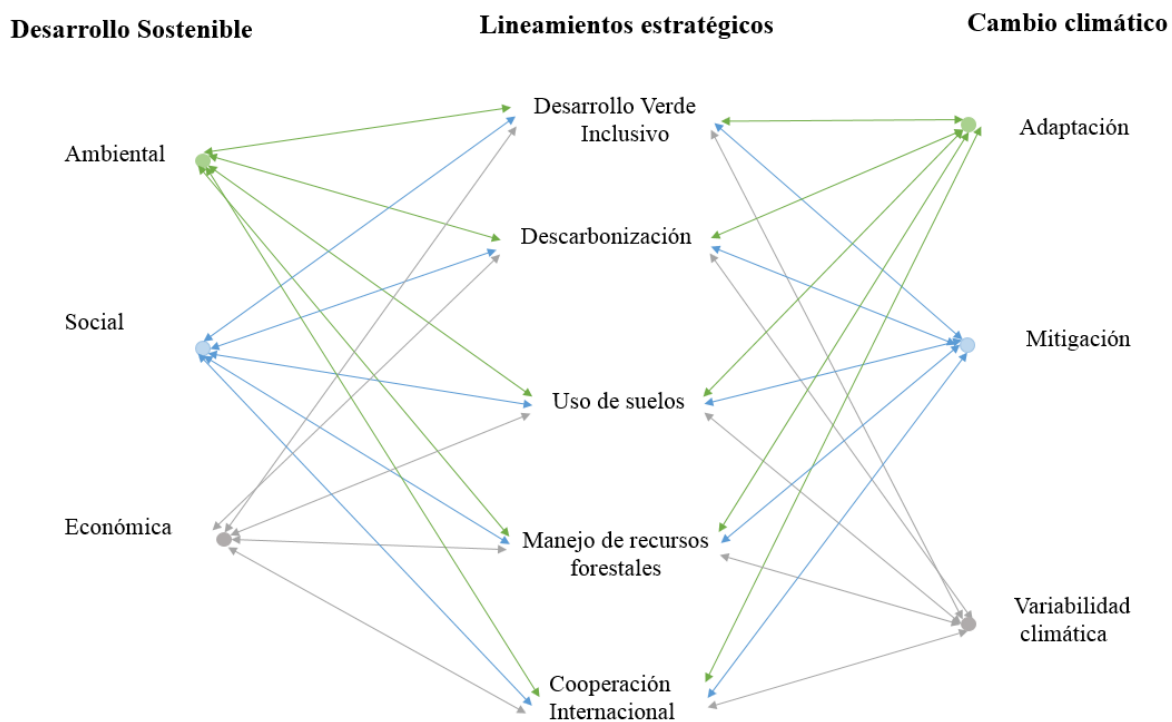 Desarrollo Sostenible
Lineamientos estratégicos
Cambio climático
Ambiental
Social
Económica
Desarrollo Verde
Inclusivo
Descarbonización
Uso de suelos
Manejo de recursos
forestales
Cooperación
Internacional
Adaptación
Mitigación
Variabilidad
climática